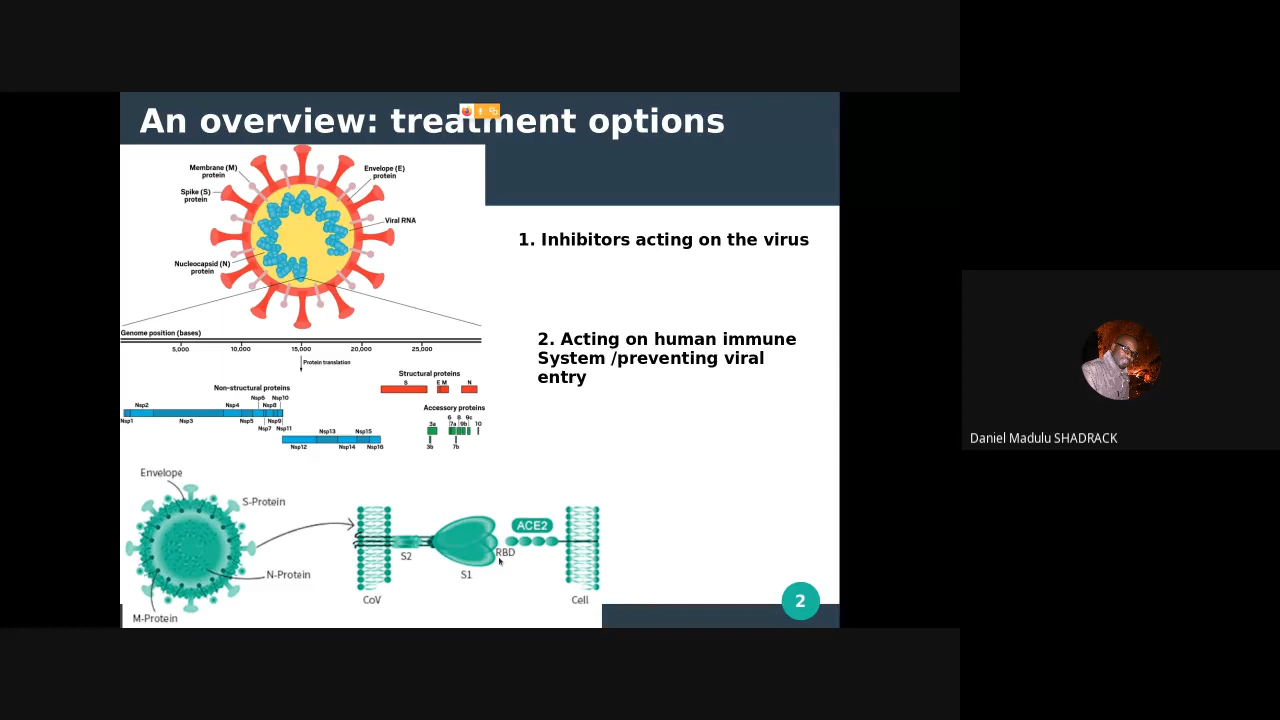 An overview: treatment options
Membrane (M)
protein
Envelope (E)
protein
Spike (S)
protein
Viral RNA
Nucleocapsid (N)
protein
Genome position (bases)
5,000 10,000 15,000 20,000 25,000
Protein translation
Structural proteins
S E M N
Non-structural proteins
Nsp6 Nsp10
Nsp2 Nsp4 Nsp8
Nsp1 Nsp3 Nsp5 Nsp9
Nsp7 Nsp11
Nsp13 Nsp15
Nsp12 Nsp14 Nsp16
Accessory proteins
6 8 9c
3a 7a 9b 10
3b 7b
1. Inhibitors acting on the virus
2. Acting on human immune
System /preventing viral
entry
Envelope
S-Protein
N-Protein
M-Protein
S2
S1
RBD
ACE2
CoV
Cell
2
Daniel Madulu SHADRACK